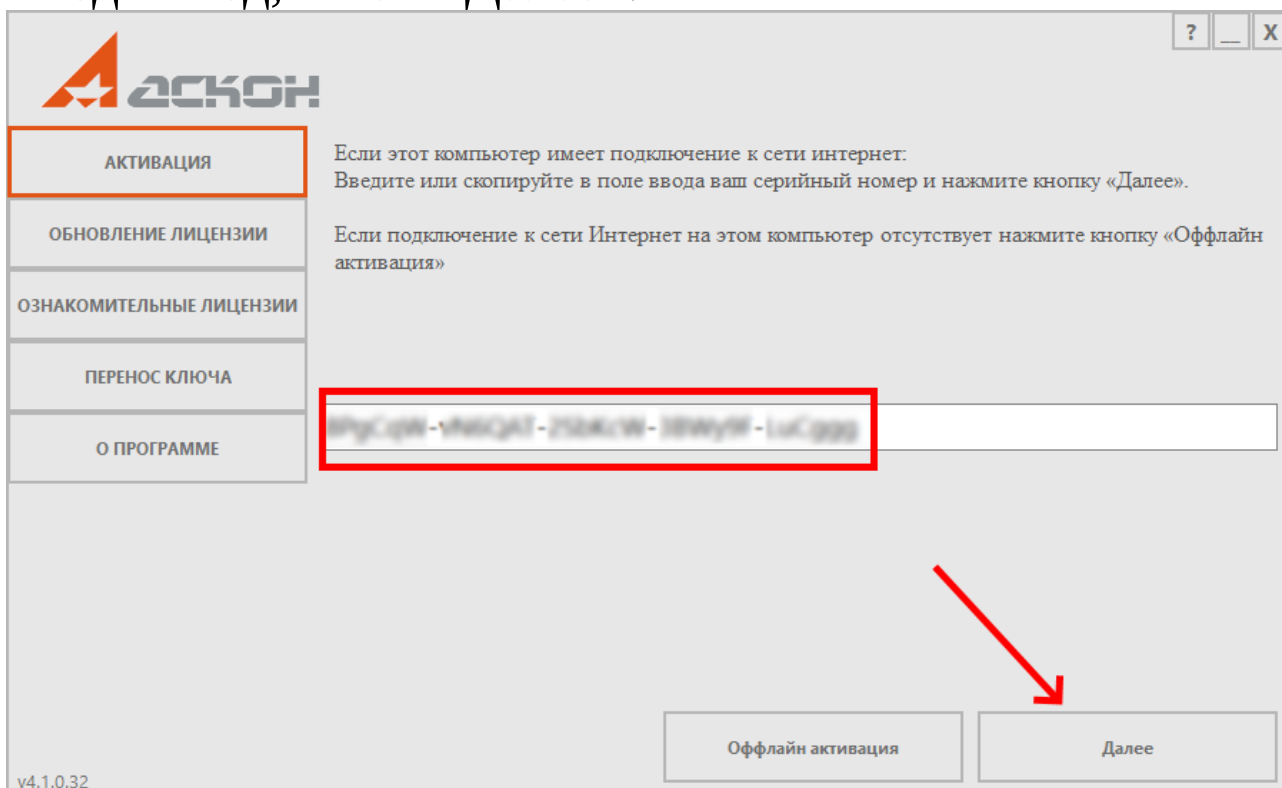 ? __ X
АСКОН
АКТИВАЦИЯ
Если этот компьютер имеет подключение к сети интернет:
Введите или скопируйте в поле ввода ваш серийный номер и нажмите кнопку «Далее».
ОБНОВЛЕНИЕ ЛИЦЕНЗИИ
Если подключение к сети Интернет на этом компьютер отсутствует нажмите кнопку «Оффлайн
активация»
ОЗНАКОМИТЕЛЬНЫЕ ЛИЦЕНЗИИ
ПЕРЕНОС КЛЮЧА
О ПРОГРАММЕ
Оффлайн активация
Далее
v4.1.0.32